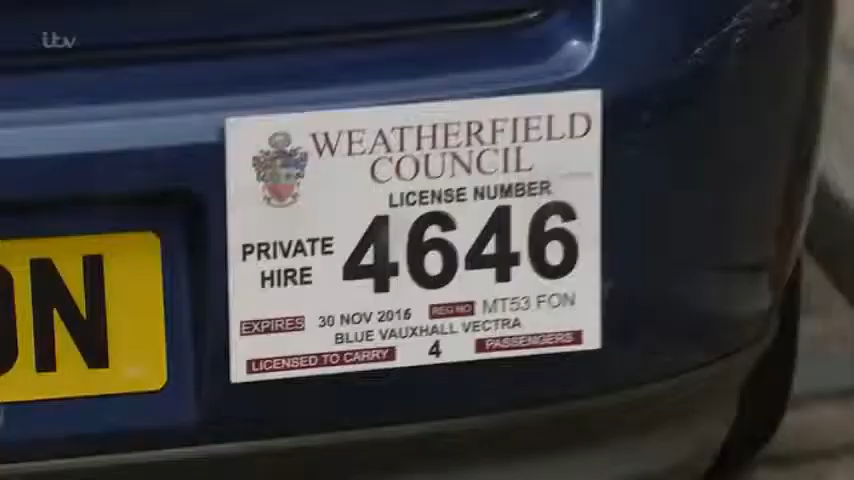 itv
WEATHERFIELD
COUNCIL
LICENSE NUMBER
PRIVATE HIRE 4646
EXPIRES 30 NOV 2016 REG NO MT53 FON
BLUE VAUXHALL VECTRA
LICENSED TO CARRY 4 PASSENGERS
ON